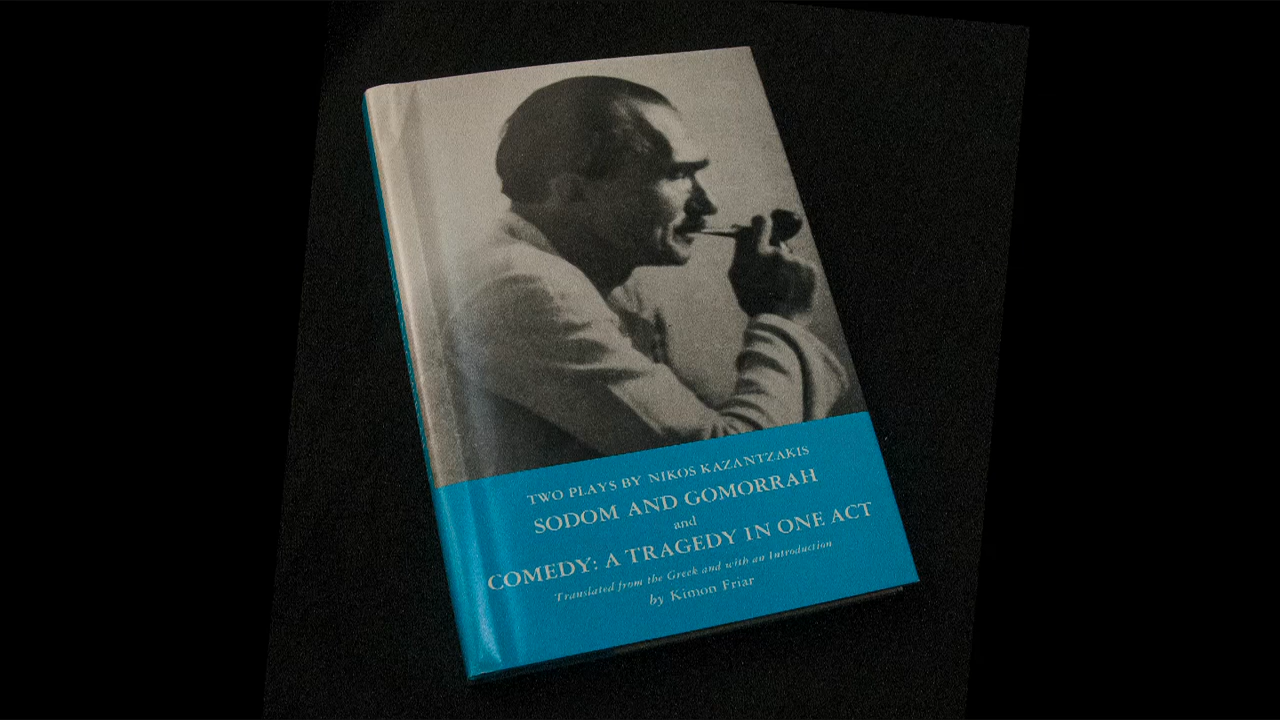 TWO PLAYS BY NIKOS KAZANTZAKIS
SODOM AND GOMORRAH
and
COMEDY: A TRAGEDY IN ONE ACT
Translated from the Greek and with an Introduction
by Kimon Friar